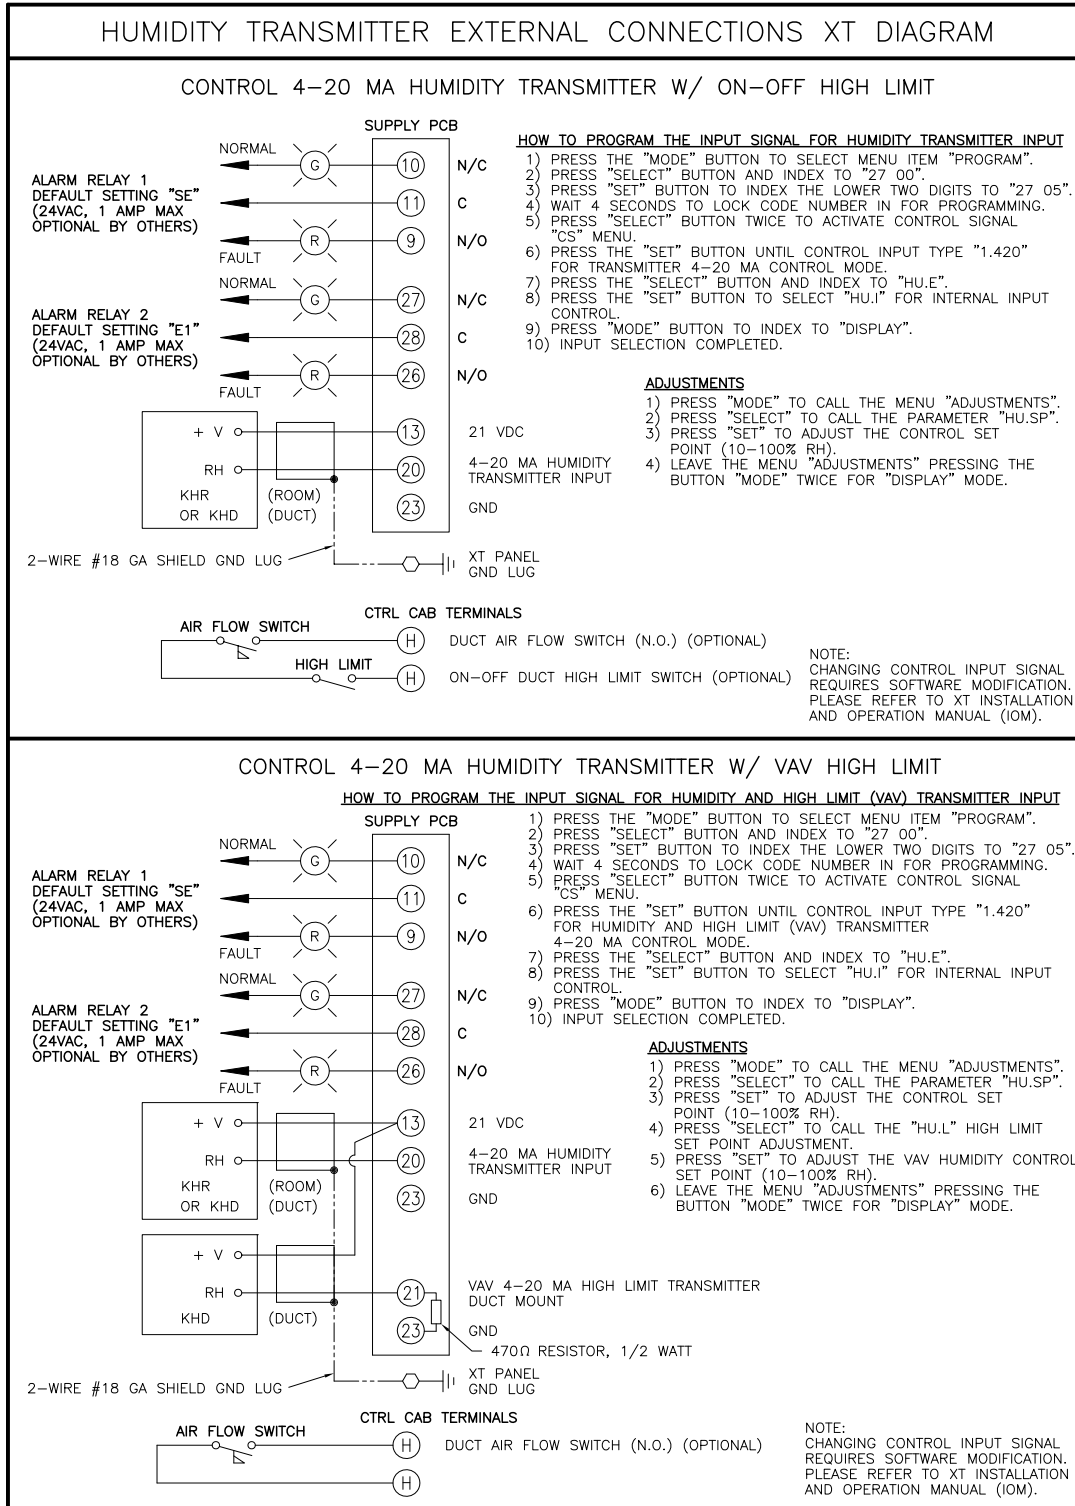 HUMIDITY TRANSMITTER EXTERNAL CONNECTIONS XT DIAGRAM
CONTROL 4-20 MA HUMIDITY TRANSMITTER W/ ON-OFF HIGH LIMIT
SUPPLY PCB
ALARM RELAY 1
DEFAULT SETTING "SE"
(24VAC, 1 AMP MAX
OPTIONAL BY OTHERS)
NORMAL
G
10
N/C
11
C
R
9
N/O
FAULT
ALARM RELAY 2
DEFAULT SETTING "E1"
(24VAC, 1 AMP MAX
OPTIONAL BY OTHERS)
NORMAL
G
27
N/C
28
C
R
26
N/O
FAULT
+ V
13
21 VDC
RH
20
4-20 MA HUMIDITY
TRANSMITTER INPUT
KHR
OR KHD
(ROOM)
(DUCT)
23
GND
2-WIRE #18 GA SHIELD GND LUG
XT PANEL
GND LUG
HOW TO PROGRAM THE INPUT SIGNAL FOR HUMIDITY TRANSMITTER INPUT
1) PRESS THE "MODE" BUTTON TO SELECT MENU ITEM "PROGRAM".
2) PRESS "SELECT" BUTTON AND INDEX TO "27 00".
3) PRESS "SET" BUTTON TO INDEX THE LOWER TWO DIGITS TO "27 05".
4) WAIT 4 SECONDS TO LOCK CODE NUMBER IN FOR PROGRAMMING.
5) PRESS "SELECT" BUTTON TWICE TO ACTIVATE CONTROL SIGNAL
"CS" MENU.
6) PRESS THE "SET" BUTTON UNTIL CONTROL INPUT TYPE "1.420"
FOR TRANSMITTER 4-20 MA CONTROL MODE.
7) PRESS THE "SELECT" BUTTON AND INDEX TO "HU.E".
8) PRESS THE "SET" BUTTON TO SELECT "HU.I" FOR INTERNAL INPUT
CONTROL.
9) PRESS "MODE" BUTTON TO INDEX TO "DISPLAY".
10) INPUT SELECTION COMPLETED.
ADJUSTMENTS
1) PRESS "MODE" TO CALL THE MENU "ADJUSTMENTS".
2) PRESS "SELECT" TO CALL THE PARAMETER "HU.SP".
3) PRESS "SET" TO ADJUST THE CONTROL SET
POINT (10-100% RH).
4) LEAVE THE MENU "ADJUSTMENTS" PRESSING THE
BUTTON "MODE" TWICE FOR "DISPLAY" MODE.
CTRL CAB TERMINALS
AIR FLOW SWITCH
H
DUCT AIR FLOW SWITCH (N.O.) (OPTIONAL)
HIGH LIMIT
H
ON-OFF DUCT HIGH LIMIT SWITCH (OPTIONAL)
NOTE:
CHANGING CONTROL INPUT SIGNAL
REQUIRES SOFTWARE MODIFICATION.
PLEASE REFER TO XT INSTALLATION
AND OPERATION MANUAL (IOM).
CONTROL 4-20 MA HUMIDITY TRANSMITTER W/ VAV HIGH LIMIT
HOW TO PROGRAM THE INPUT SIGNAL FOR HUMIDITY AND HIGH LIMIT (VAV) TRANSMITTER INPUT
1) PRESS THE "MODE" BUTTON TO SELECT MENU ITEM "PROGRAM".
2) PRESS "SELECT" BUTTON AND INDEX TO "27 00".
3) PRESS "SET" BUTTON TO INDEX THE LOWER TWO DIGITS TO "27 05".
4) WAIT 4 SECONDS TO LOCK CODE NUMBER IN FOR PROGRAMMING.
5) PRESS "SELECT" BUTTON TWICE TO ACTIVATE CONTROL SIGNAL
"CS" MENU.
6) PRESS THE "SET" BUTTON UNTIL CONTROL INPUT TYPE "1.420"
FOR HUMIDITY AND HIGH LIMIT (VAV) TRANSMITTER
4-20 MA CONTROL MODE.
7) PRESS THE "SELECT" BUTTON AND INDEX TO "HU.E".
8) PRESS THE "SET" BUTTON TO SELECT "HU.I" FOR INTERNAL INPUT
CONTROL.
9) PRESS "MODE" BUTTON TO INDEX TO "DISPLAY".
10) INPUT SELECTION COMPLETED.
ADJUSTMENTS
1) PRESS "MODE" TO CALL THE MENU "ADJUSTMENTS".
2) PRESS "SELECT" TO CALL THE PARAMETER "HU.SP".
3) PRESS "SET" TO ADJUST THE CONTROL SET
POINT (10-100% RH).
4) PRESS "SELECT" TO CALL THE "HU.L" HIGH LIMIT
SET POINT ADJUSTMENT.
5) PRESS "SET" TO ADJUST THE VAV HUMIDITY CONTROL
SET POINT (10-100% RH).
6) LEAVE THE MENU "ADJUSTMENTS" PRESSING THE
BUTTON "MODE" TWICE FOR "DISPLAY" MODE.
SUPPLY PCB
ALARM RELAY 1
DEFAULT SETTING "SE"
(24VAC, 1 AMP MAX
OPTIONAL BY OTHERS)
NORMAL
G
10
N/C
11
C
R
9
N/O
FAULT
ALARM RELAY 2
DEFAULT SETTING "E1"
(24VAC, 1 AMP MAX
OPTIONAL BY OTHERS)
NORMAL
G
27
N/C
28
C
R
26
N/O
FAULT
+ V
13
21 VDC
RH
20
4-20 MA HUMIDITY
TRANSMITTER INPUT
KHR
OR KHD
(ROOM)
(DUCT)
23
GND
+ V
RH
KHD
(DUCT)
21
VAV 4-20 MA HIGH LIMIT TRANSMITTER
DUCT MOUNT
23
GND
470Ω RESISTOR, 1/2 WATT
2-WIRE #18 GA SHIELD GND LUG
XT PANEL
GND LUG
CTRL CAB TERMINALS
AIR FLOW SWITCH
H
DUCT AIR FLOW SWITCH (N.O.) (OPTIONAL)
H
NOTE:
CHANGING CONTROL INPUT SIGNAL
REQUIRES SOFTWARE MODIFICATION.
PLEASE REFER TO XT INSTALLATION
AND OPERATION MANUAL (IOM).